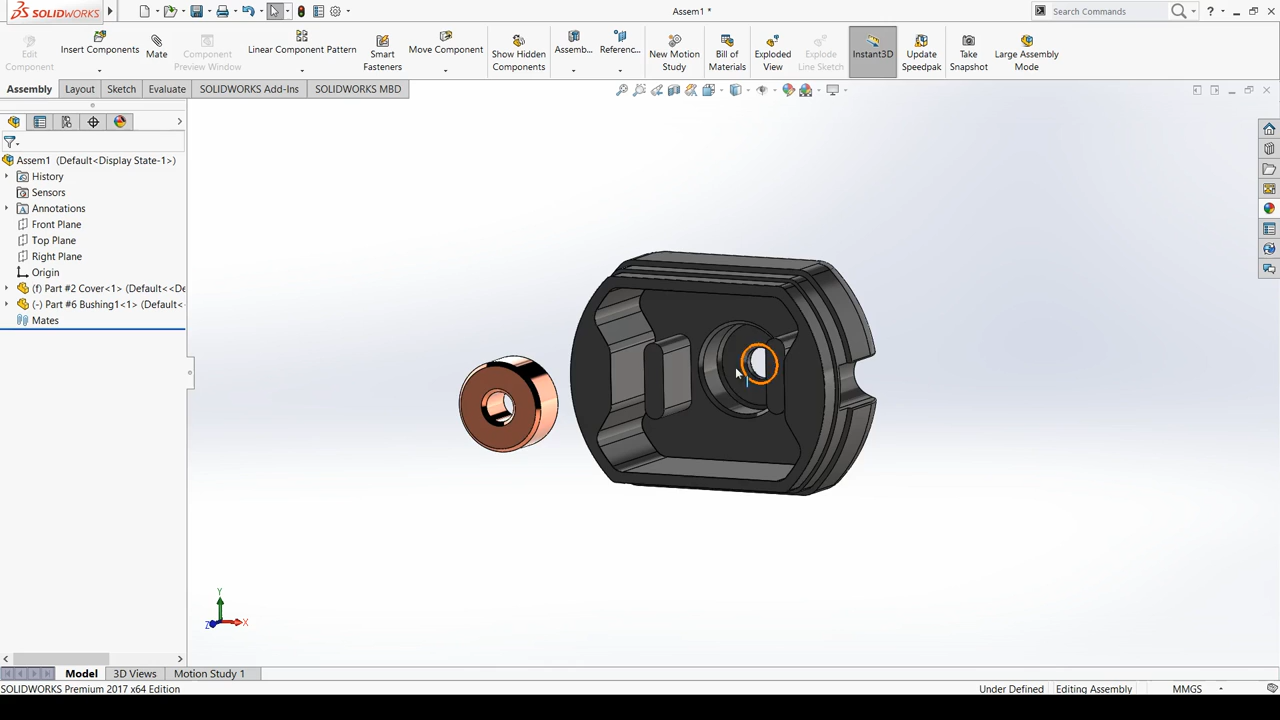 SOLIDWORKS
Assem1 *
Search Commands
Edit Component
Insert Components
Mate
Component Preview Window
Linear Component Pattern
Smart Fasteners
Move Component
Show Hidden Components
Assemb...
Referenc...
New Motion Study
Bill of Materials
Exploded View
Explode Line Sketch
Instant3D
Update Speedpak
Take Snapshot
Large Assembly Mode
Assembly
Layout
Sketch
Evaluate
SOLIDWORKS Add-Ins
SOLIDWORKS MBD
Assem1 (Default<Display State-1>)
History
Sensors
Annotations
Front Plane
Top Plane
Right Plane
Origin
(f) Part #2 Cover<1> (Default<<De
(-) Part #6 Bushing1<1> (Default<
Mates
Y
Z
X
Model
3D Views
Motion Study 1
SOLIDWORKS Premium 2017 x64 Edition
Under Defined
Editing Assembly
MMGS